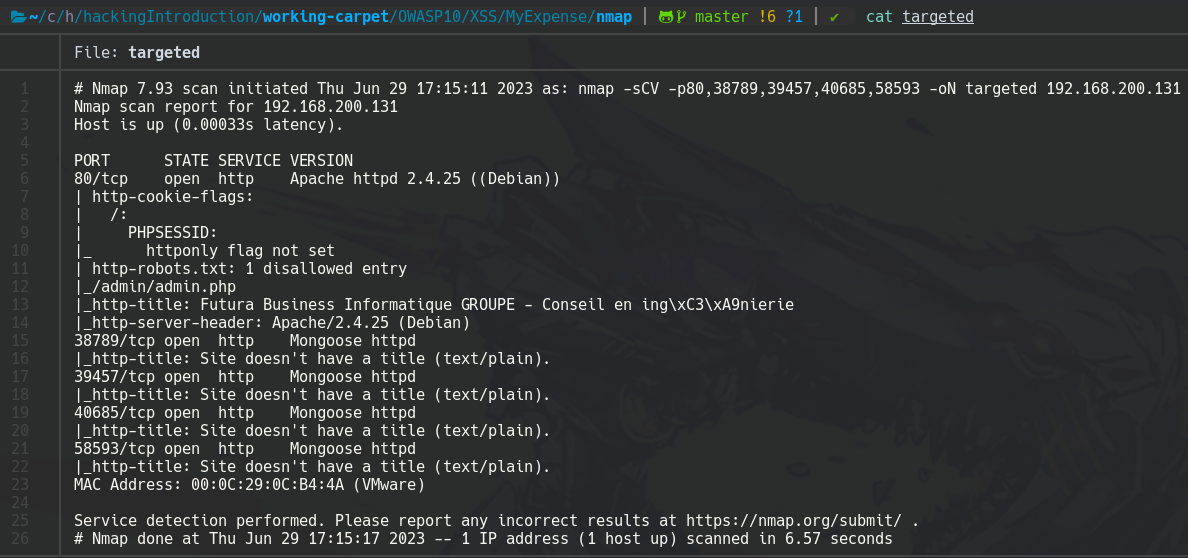 ~/c/h/hackingIntroduction/working-carpet/OWASP10/XSS/MyExpense/nmap | master !6 ?1 | ✔ cat targeted
File: targeted
1 # Nmap 7.93 scan initiated Thu Jun 29 17:15:11 2023 as: nmap -sCV -p80,38789,39457,40685,58593 -oN targeted 192.168.200.131
2 Nmap scan report for 192.168.200.131
3 Host is up (0.00033s latency).
4
5 PORT      STATE SERVICE VERSION
6 80/tcp    open  http    Apache httpd 2.4.25 ((Debian))
7 | http-cookie-flags:
8 |   /:
9 |     PHPSESSID:
10 |_      httponly flag not set
11 | http-robots.txt: 1 disallowed entry
12 |_/admin/admin.php
13 |_http-title: Futura Business Informatique GROUPE - Conseil en ing\xC3\xA9nierie
14 |_http-server-header: Apache/2.4.25 (Debian)
15 38789/tcp open  http    Mongoose httpd
16 |_http-title: Site doesn't have a title (text/plain).
17 39457/tcp open  http    Mongoose httpd
18 |_http-title: Site doesn't have a title (text/plain).
19 40685/tcp open  http    Mongoose httpd
20 |_http-title: Site doesn't have a title (text/plain).
21 58593/tcp open  http    Mongoose httpd
22 |_http-title: Site doesn't have a title (text/plain).
23 MAC Address: 00:0C:29:0C:B4:4A (VMware)
24
25 Service detection performed. Please report any incorrect results at https://nmap.org/submit/ .
26 # Nmap done at Thu Jun 29 17:15:17 2023 -- 1 IP address (1 host up) scanned in 6.57 seconds